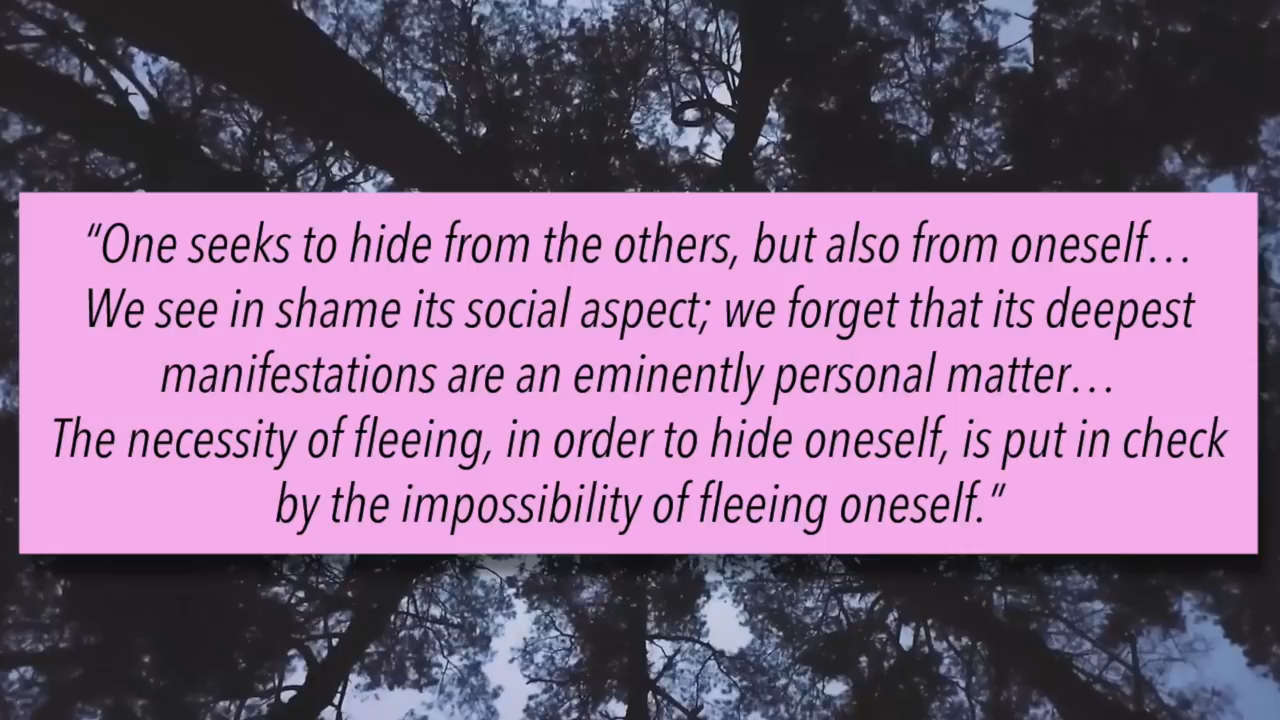 “One seeks to hide from the others, but also from oneself…
We see in shame its social aspect; we forget that its deepest
manifestations are an eminently personal matter…
The necessity of fleeing, in order to hide oneself, is put in check
by the impossibility of fleeing oneself.”